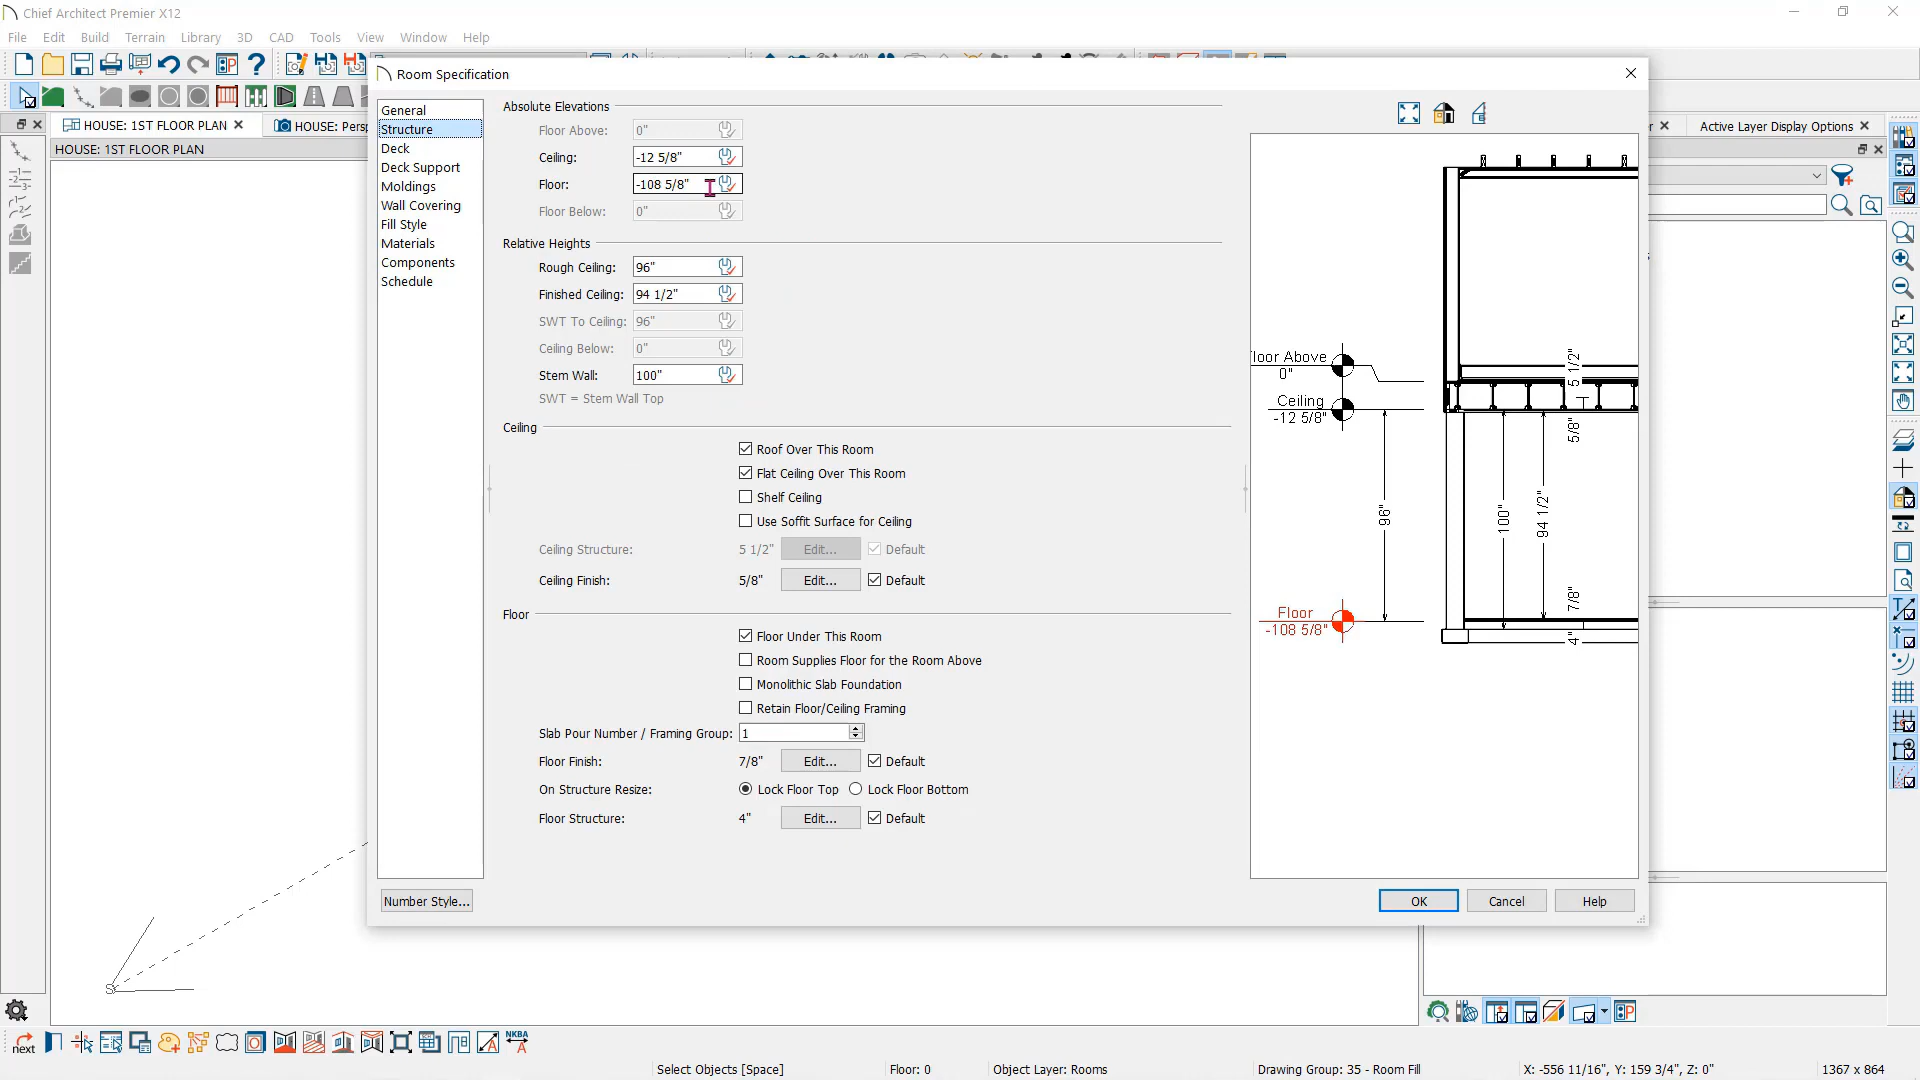 Chief Architect Premier X12
File Edit Build Terrain Library 3D CAD Tools View Window Help
HOUSE: 1ST FLOOR PLAN
HOUSE: Persp
Active Layer Display Options
HOUSE: 1ST FLOOR PLAN
Room Specification
General
Structure
Deck
Deck Support
Moldings
Wall Covering
Fill Style
Materials
Components
Schedule
Number Style...
Absolute Elevations
Floor Above: 0"
Ceiling: -12 5/8"
Floor: -108 5/8"
Floor Below: 0"
Relative Heights
Rough Ceiling: 96"
Finished Ceiling: 94 1/2"
SWT To Ceiling: 96"
Ceiling Below: 0"
Stem Wall: 100"
SWT = Stem Wall Top
Ceiling
Roof Over This Room
Flat Ceiling Over This Room
Shelf Ceiling
Use Soffit Surface for Ceiling
Ceiling Structure: 5 1/2" Edit... Default
Ceiling Finish: 5/8" Edit... Default
Floor
Floor Under This Room
Room Supplies Floor for the Room Above
Monolithic Slab Foundation
Retain Floor/Ceiling Framing
Slab Pour Number / Framing Group: 1
Floor Finish: 7/8" Edit... Default
On Structure Resize: Lock Floor Top Lock Floor Bottom
Floor Structure: 4" Edit... Default
loor Above
0"
Ceiling
-12 5/8"
Floor
-108 5/8"
96"
100"
94 1/2"
5 1/2"
5/8"
7/8"
4"
OK Cancel Help
next
NKBA
Select Objects [Space] Floor: 0 Object Layer: Rooms Drawing Group: 35 - Room Fill X: -556 11/16", Y: 159 3/4", Z: 0" 1367 x 864